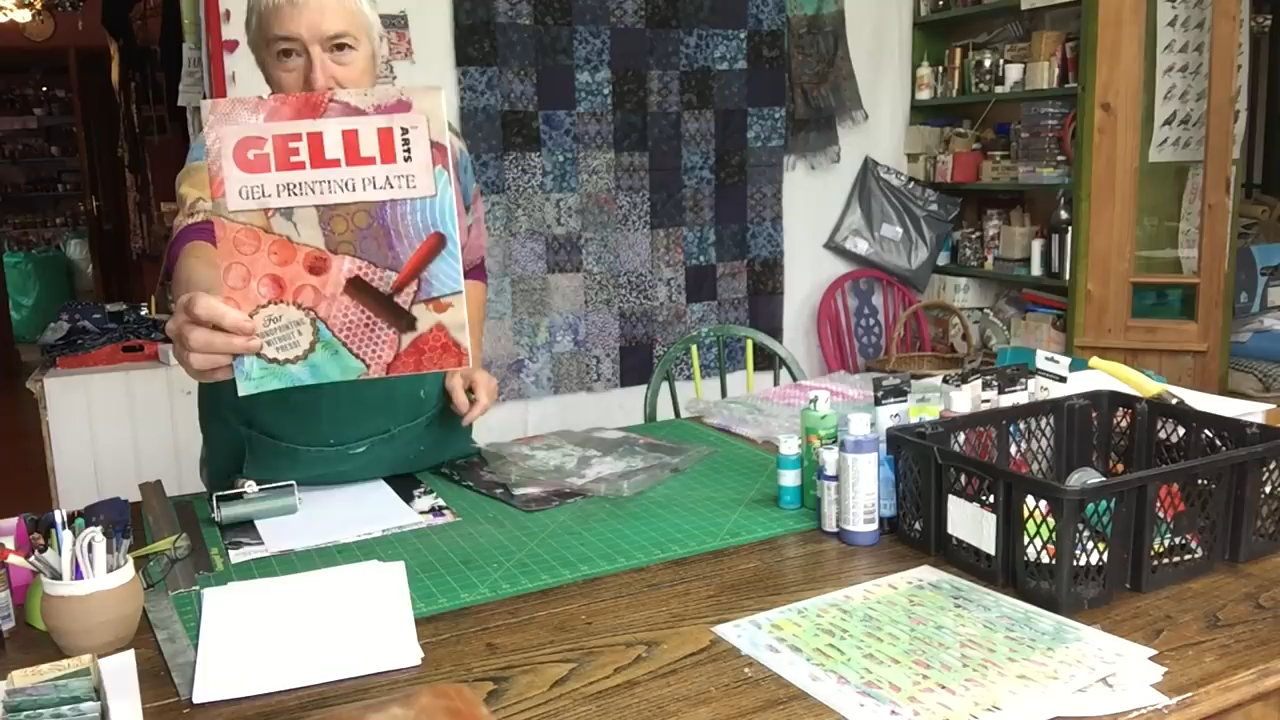 GELLI
ARTS
GEL PRINTING PLATE
For
MONOPRINTING
WITHOUT A
PRESS!